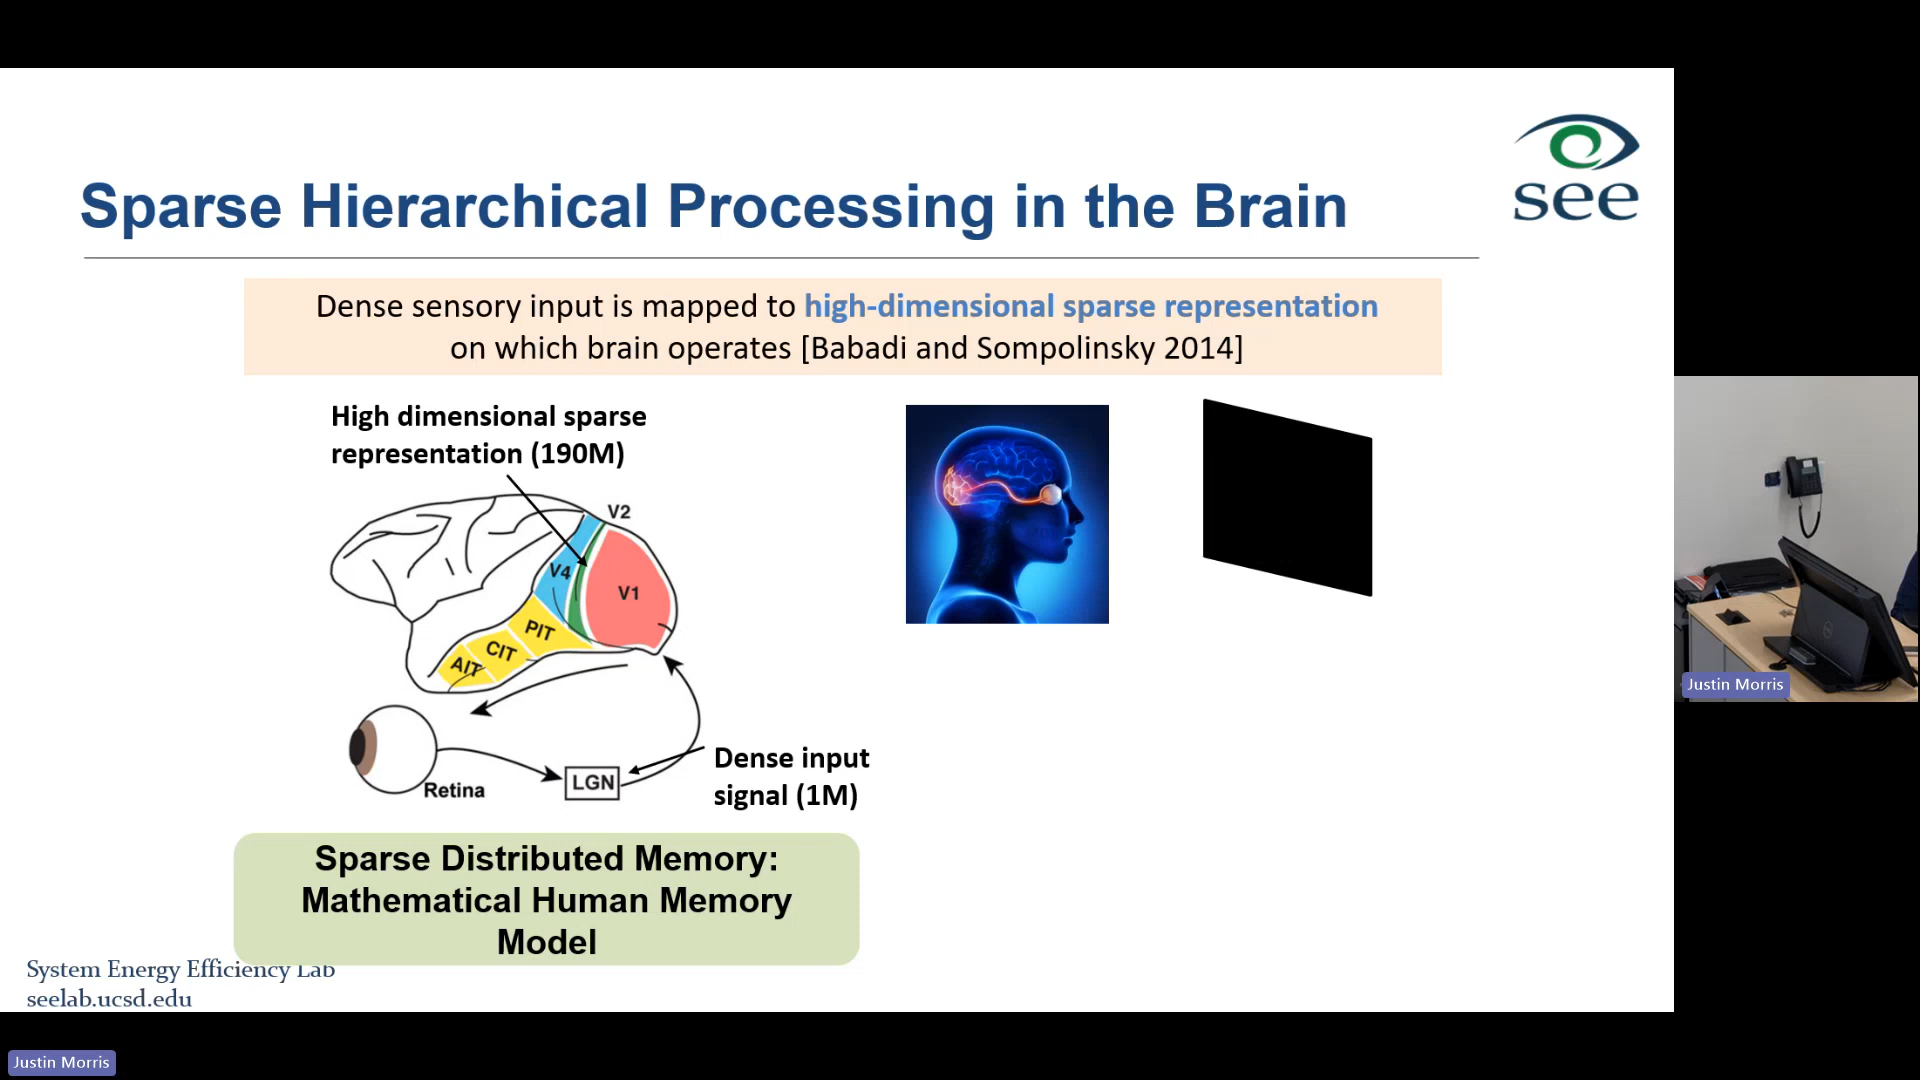 see
Sparse Hierarchical Processing in the Brain
Dense sensory input is mapped to high-dimensional sparse representation
on which brain operates [Babadi and Sompolinsky 2014]
High dimensional sparse
representation (190M)
V2
V4
V1
PIT
CIT
AIT
Retina
LGN
Dense input
signal (1M)
Sparse Distributed Memory:
Mathematical Human Memory
Model
System Energy Efficiency Lab
seelab.ucsd.edu
Justin Morris
Justin Morris